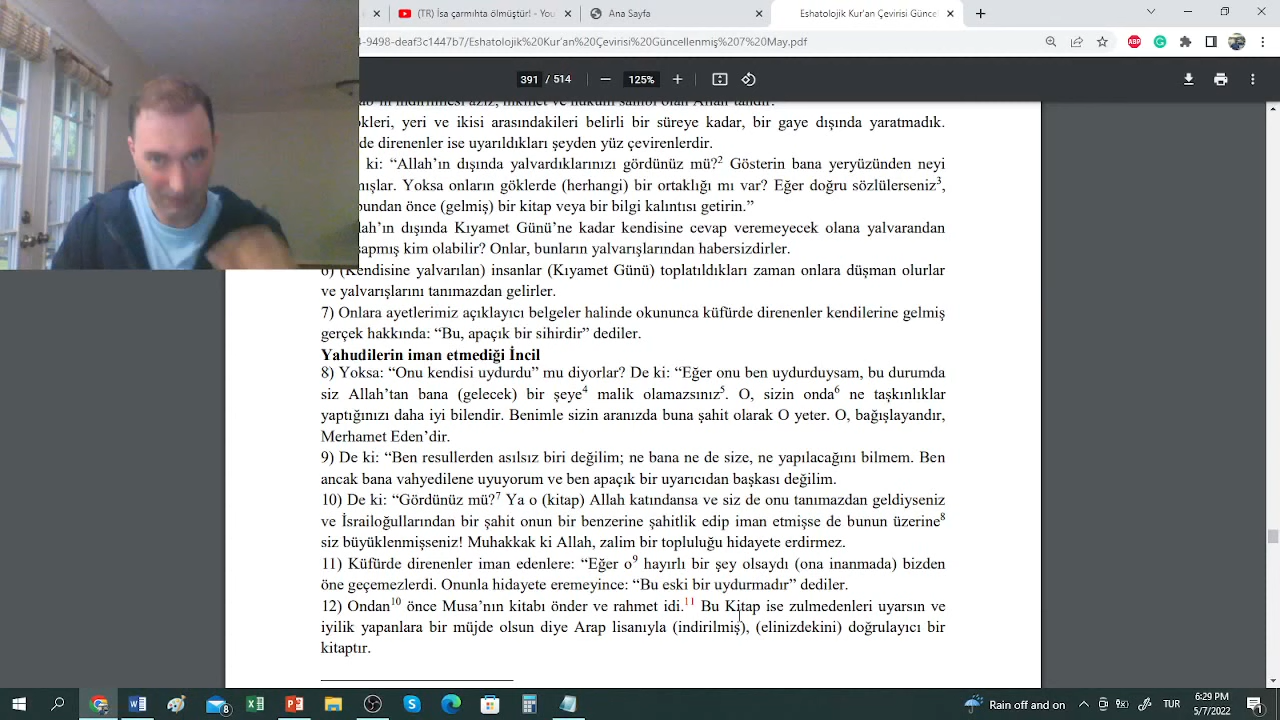 (TR) İsa çarmıhta ölmüştür! - You
Ana Sayfa
Eshatolojik Kur'an Çevirisi Günce
-9498-deaf3c1447b7/Eshatolojik%20Kur'an%20Çevirisi%20Güncellenmiş%207%20May.pdf
391 / 514
125%
indirilmesi aziz, hikmet ve hüküm sahibi olan Allah'tandır.
yeri ve ikisi arasındakileri belirli bir süreye kadar, bir gaye dışında yaratmadık.
direnenler ise uyarıldıkları şeyden yüz çevirenlerdir.
ki: “Allah’ın dışında yalvardıklarınızı gördünüz mü?2 Gösterin bana yeryüzünden neyi
Yoksa onların göklerde (herhangi) bir ortaklığı mı var? Eğer doğru sözlülerseniz3,
bundan önce (gelmiş) bir kitap veya bir bilgi kalıntısı getirin.”
dışında Kıyamet Günü’ne kadar kendisine cevap veremeyecek olana yalvarandan
sapmış kim olabilir? Onlar, bunların yalvarışlarından habersizdirler.
6) (Kendisine yalvarılan) insanlar (Kıyamet Günü) toplatıldıkları zaman onlara düşman olurlar
ve yalvarışlarını tanımazdan gelirler.
7) Onlara ayetlerimiz açıklayıcı belgeler halinde okununca küfürde direnenler kendilerine gelmiş
gerçek hakkında: “Bu, apaçık bir sihirdir” dediler.
Yahudilerin iman etmediği İncil
8) Yoksa: “Onu kendisi uydurdu” mu diyorlar? De ki: “Eğer onu ben uydurduysam, bu durumda
siz Allah’tan bana (gelecek) bir şeye4 malik olamazsınız5. O, sizin onda6 ne taşkınlıklar
yaptığınızı daha iyi bilendir. Benimle sizin aranızda buna şahit olarak O yeter. O, bağışlayandır,
Merhamet Eden’dir.
9) De ki: “Ben resullerden asılsız biri değilim; ne bana ne de size, ne yapılacağını bilmem. Ben
ancak bana vahyedilene uyuyorum ve ben apaçık bir uyarıcıdan başkası değilim.
10) De ki: “Gördünüz mü?7 Ya o (kitap) Allah katındansa ve siz de onu tanımazdan geldiyseniz
ve İsrailoğullarından bir şahit onun bir benzerine şahitlik edip iman etmişse de bunun üzerine8
siz büyüklenmişseniz! Muhakkak ki Allah, zalim bir topluluğu hidayete erdirmez.
11) Küfürde direnenler iman edenlere: “Eğer o9 hayırlı bir şey olsaydı (ona inanmada) bizden
öne geçemezlerdi. Onunla hidayete eremeyince: “Bu eski bir uydurmadır” dediler.
12) Ondan10 önce Musa’nın kitabı önder ve rahmet idi.11 Bu Kitap ise zulmedenleri uyarsın ve
iyilik yapanlara bir müjde olsun diye Arap lisanıyla (indirilmiş), (elinizdekini) doğrulayıcı bir
kitaptır.
Rain off and on
TUR
6:29 PM
5/7/2022